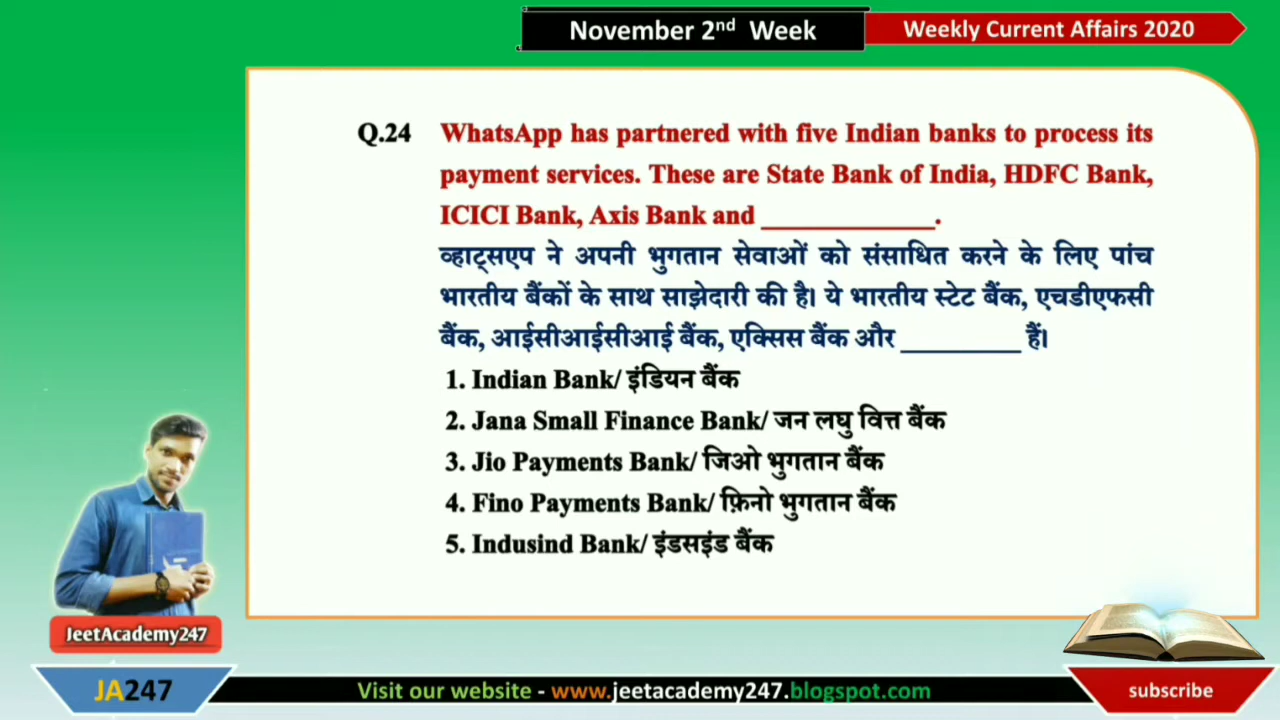 November 2nd Week
Weekly Current Affairs 2020
Q.24 WhatsApp has partnered with five Indian banks to process its
payment services. These are State Bank of India, HDFC Bank,
ICICI Bank, Axis Bank and _____________.
व्हाट्सएप ने अपनी भुगतान सेवाओं को संसाधित करने के लिए पांच
भारतीय बैंकों के साथ साझेदारी की है। ये भारतीय स्टेट बैंक, एचडीएफसी
बैंक, आईसीआईसीआई बैंक, एक्सिस बैंक और _________ हैं।
1. Indian Bank/ इंडियन बैंक
2. Jana Small Finance Bank/ जन लघु वित्त बैंक
3. Jio Payments Bank/ जिओ भुगतान बैंक
4. Fino Payments Bank/ फ़िनो भुगतान बैंक
5. Indusind Bank/ इंडसइंड बैंक
JeetAcademy247
JA247
Visit our website - www.jeetacademy247.blogspot.com
subscribe